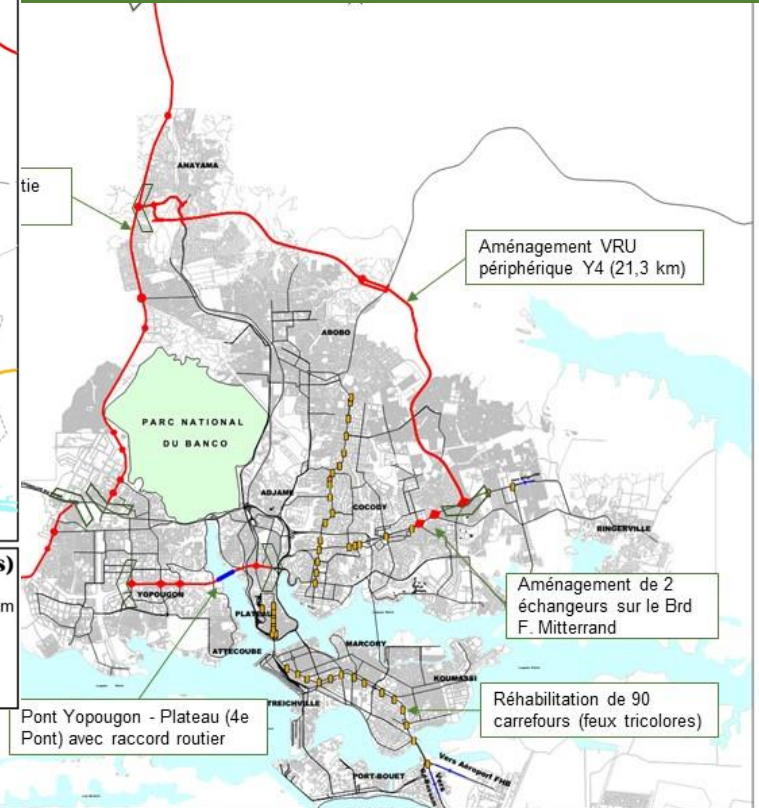 tie
s)
m
ANAYAMA
Aménagement VRU
périphérique Y4 (21,3 km)
ABOBO
PARC NATIONAL
DU BANCO
ADJAME
COCODY
BINGERVILLE
YOPOUGON
PLATEAU
ATTECOUBE
Aménagement de 2
échangeurs sur le Brd
F. Mitterrand
MARCORY
KOUMASSI
TREICHVILLE
Réhabilitation de 90
carrefours (feux tricolores)
Pont Yopougon - Plateau (4e
Pont) avec raccord routier
PORT-BOUET
Vers Aéroport FHB